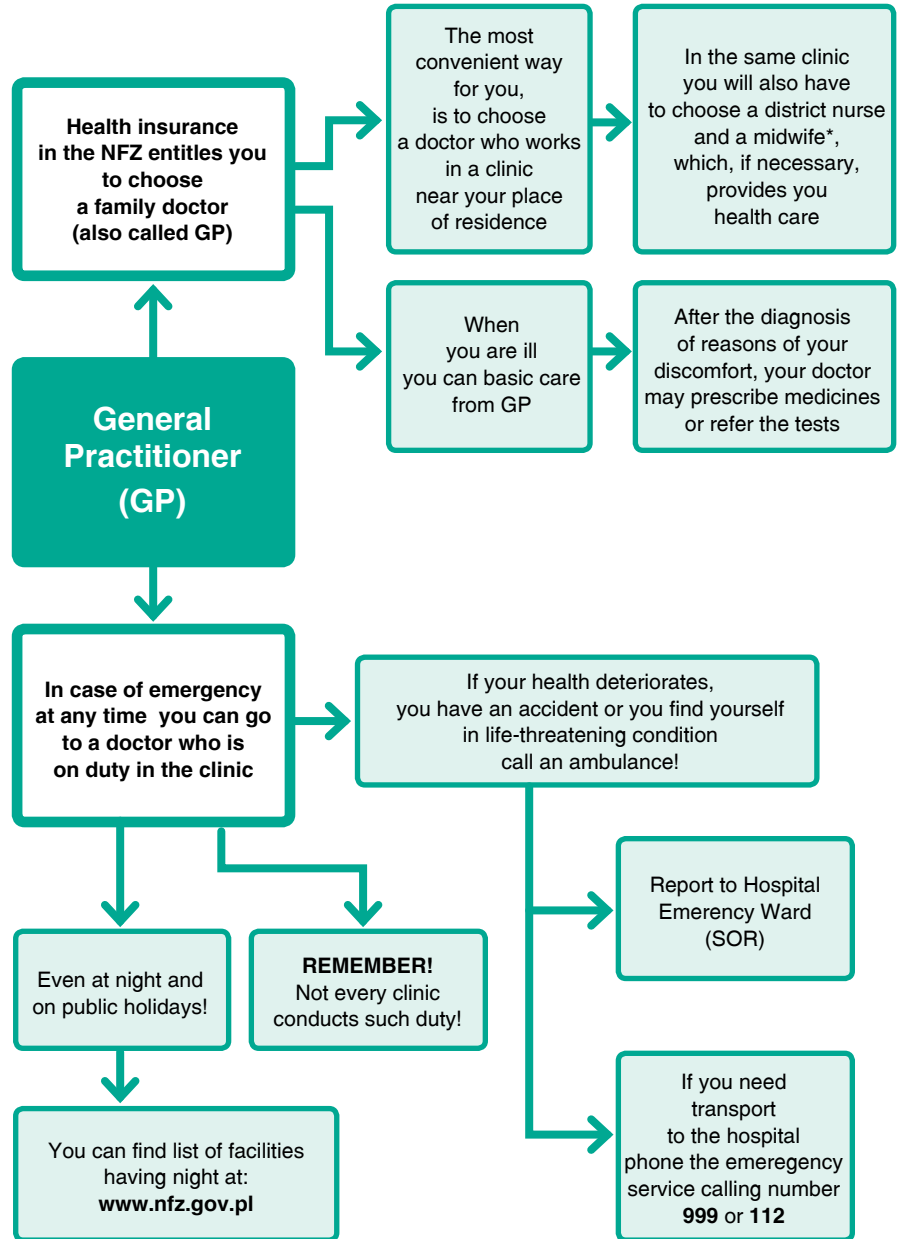 Health insurance
in the NFZ entitles you
to choose
a family doctor
(also called GP)
The most
convenient way
for you,
is to choose
a doctor who works
in a clinic
near your place
of residence
In the same clinic
you will also have
to choose a district nurse
and a midwife*,
which, if necessary,
provides you
health care
When
you are ill
you can basic care
from GP
After the diagnosis
of reasons of your
discomfort, your doctor
may prescribe medicines
or refer the tests
General
Practitioner
(GP)
In case of emergency
at any time you can go
to a doctor who is
on duty in the clinic
If your health deteriorates,
you have an accident or you find yourself
in life-threatening condition
call an ambulance!
Report to Hospital
Emerency Ward
(SOR)
Even at night and
on public holidays!
REMEMBER!
Not every clinic
conducts such duty!
You can find list of facilities
having night at:
www.nfz.gov.pl
If you need
transport
to the hospital
phone the emeregency
service calling number
999 or 112